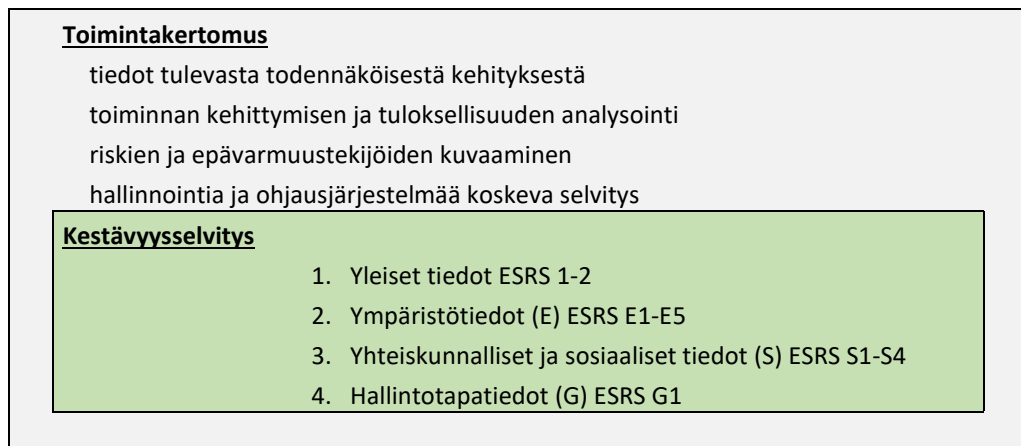 Toimintakertomus
tiedot tulevasta todennäköisestä kehityksestä
toiminnan kehittymisen ja tuloksellisuuden analysointi
riskien ja epävarmuustekijöiden kuvaaminen
hallinnointia ja ohjausjärjestelmää koskeva selvitys
Kestävyysselvitys
1. Yleiset tiedot ESRS 1-2
2. Ympäristötiedot (E) ESRS E1-E5
3. Yhteiskunnalliset ja sosiaaliset tiedot (S) ESRS S1-S4
4. Hallintotapatiedot (G) ESRS G1